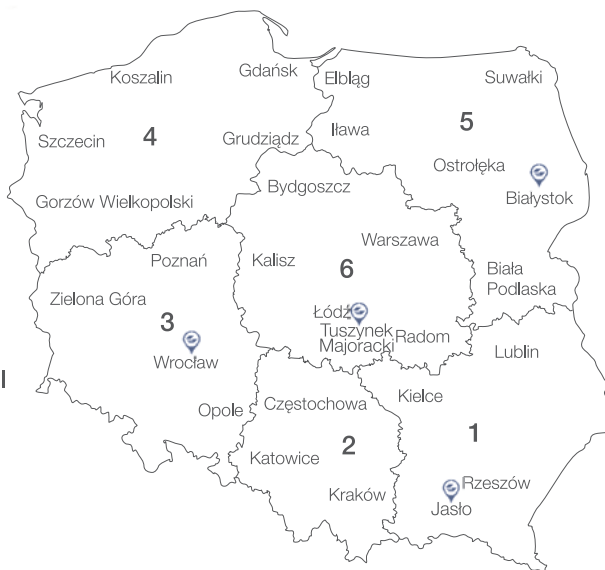 Koszalin
Gdańsk
Elbląg
Suwałki
Szczecin
4
Grudziądz
Iława
5
Ostrołęka
Białystok
Gorzów Wielkopolski
Bydgoszcz
Warszawa
Poznań
Kalisz
6
Biała
Podlaska
Zielona Góra
3
Łódź
Tuszynek
Majoracki
Radom
Wrocław
Lublin
l
Opole
Częstochowa
Kielce
2
1
Katowice
Kraków
Rzeszów
Jasło